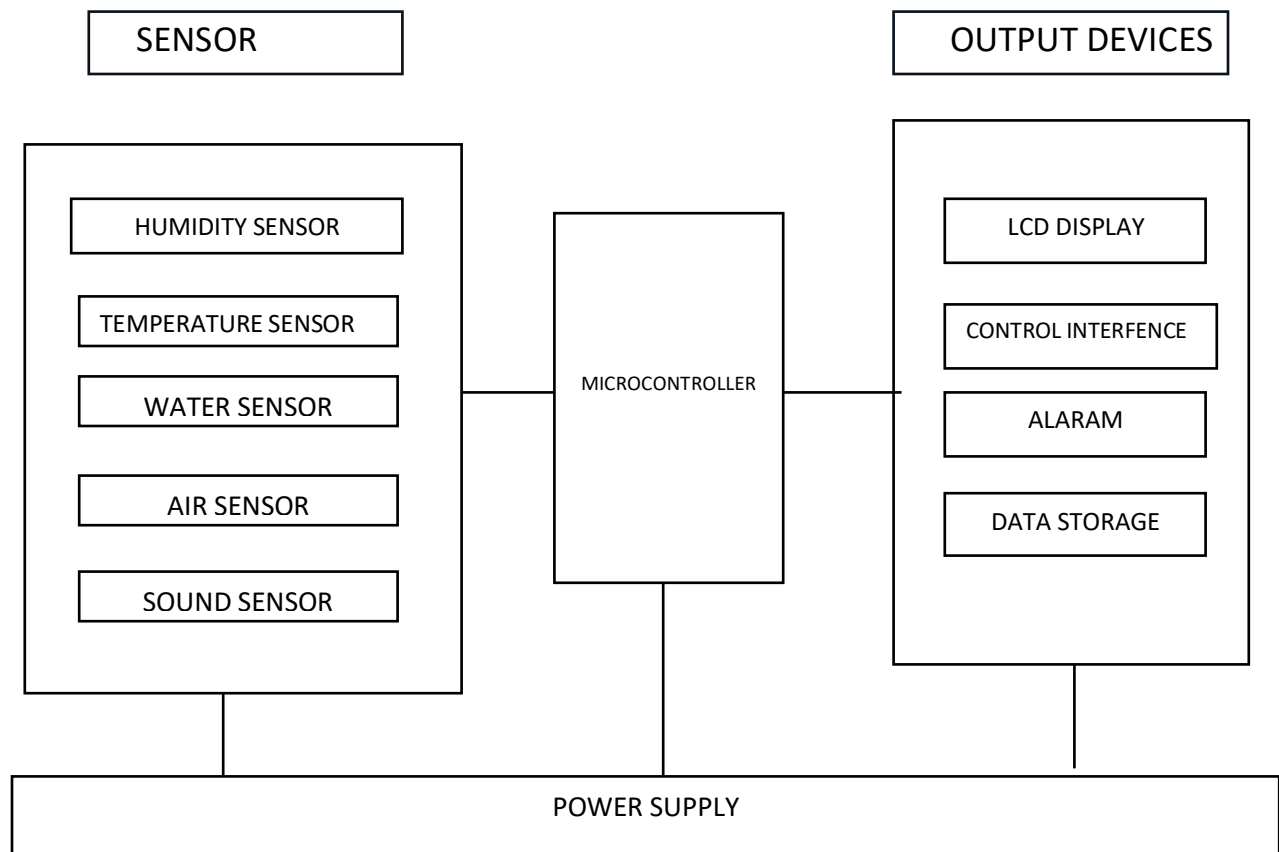 SENSOR
OUTPUT DEVICES
HUMIDITY SENSOR
TEMPERATURE SENSOR
WATER SENSOR
AIR SENSOR
SOUND SENSOR
MICROCONTROLLER
LCD DISPLAY
CONTROL INTERFENCE
ALARAM
DATA STORAGE
POWER SUPPLY